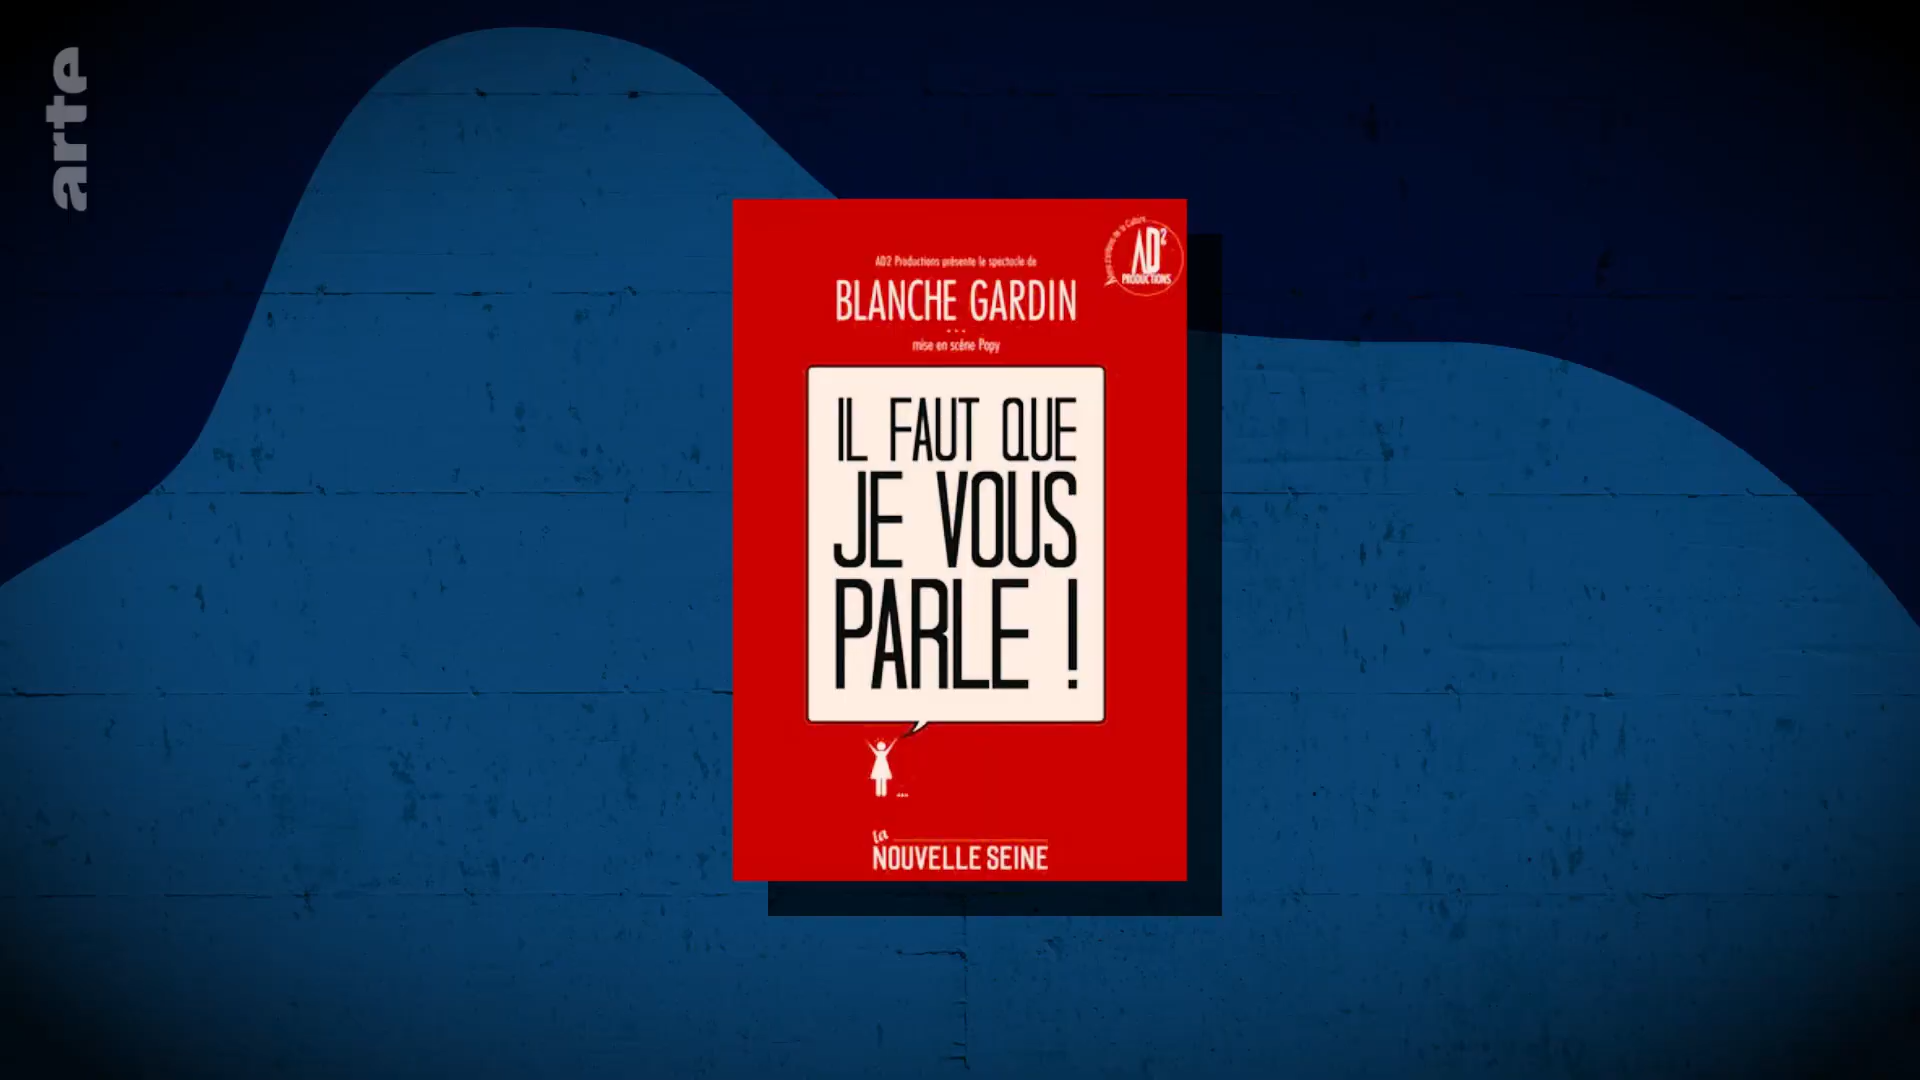 arte
AD2 Productions présente le spectacle de
BLANCHE GARDIN
mise en scène Papy
IL FAUT QUE
JE VOUS
PARLE !
la
NOUVELLE SEINE
AD2
PRODUCTIONS